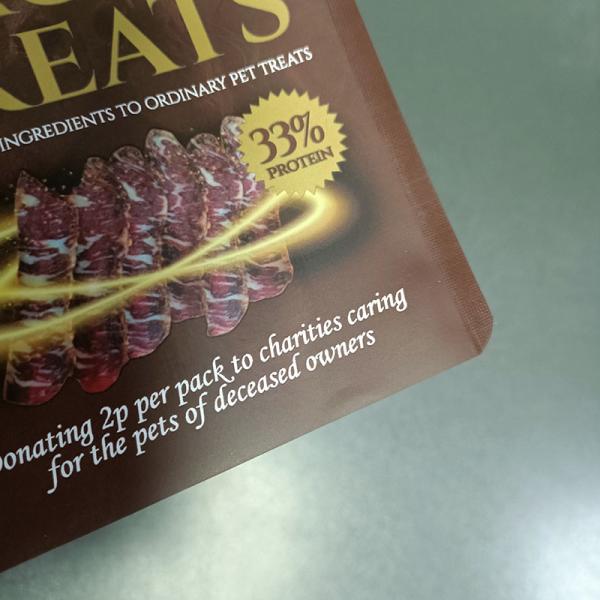 REATS
INGREDIENTS TO ORDINARY PET TREATS
33%
PROTEIN
Donating 2p per pack to charities caring
for the pets of deceased owners